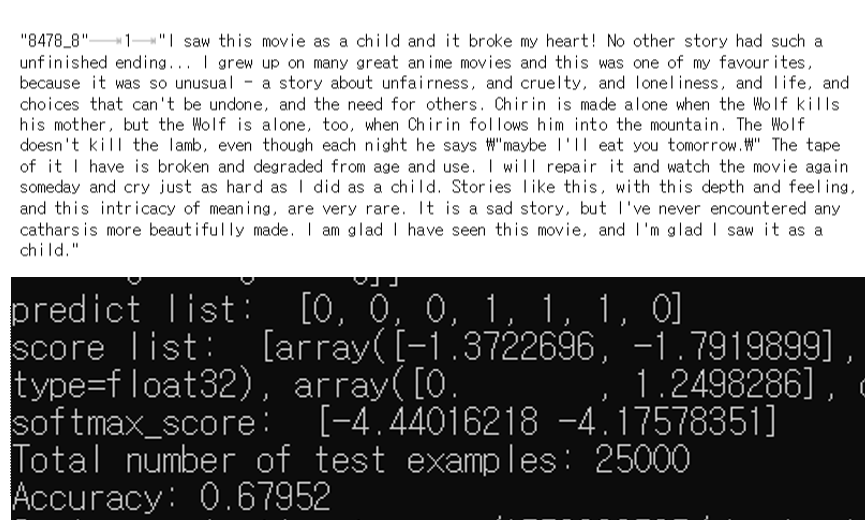 "8478_8"	1	"I saw this movie as a child and it broke my heart! No other story had such a
unfinished ending... I grew up on many great anime movies and this was one of my favourites,
because it was so unusual - a story about unfairness, and cruelty, and loneliness, and life, and
choices that can't be undone, and the need for others. Chirin is made alone when the Wolf kills
his mother, but the Wolf is alone, too, when Chirin follows him into the mountain. The Wolf
doesn't kill the lamb, even though each night he says ₩"maybe I'll eat you tomorrow.₩" The tape
of it I have is broken and degraded from age and use. I will repair it and watch the movie again
someday and cry just as hard as I did as a child. Stories like this, with this depth and feeling,
and this intricacy of meaning, are very rare. It is a sad story, but I've never encountered any
catharsis more beautifully made. I am glad I have seen this movie, and I'm glad I saw it as a
child."
predict list:  [0, 0, 0, 1, 1, 1, 0]
score list:  [array([-1.3722696, -1.7919899],
type=float32), array([0.       , 1.2498286],
softmax_score:  [-4.44016218 -4.17578351]
Total number of test examples: 25000
Accuracy: 0.67952